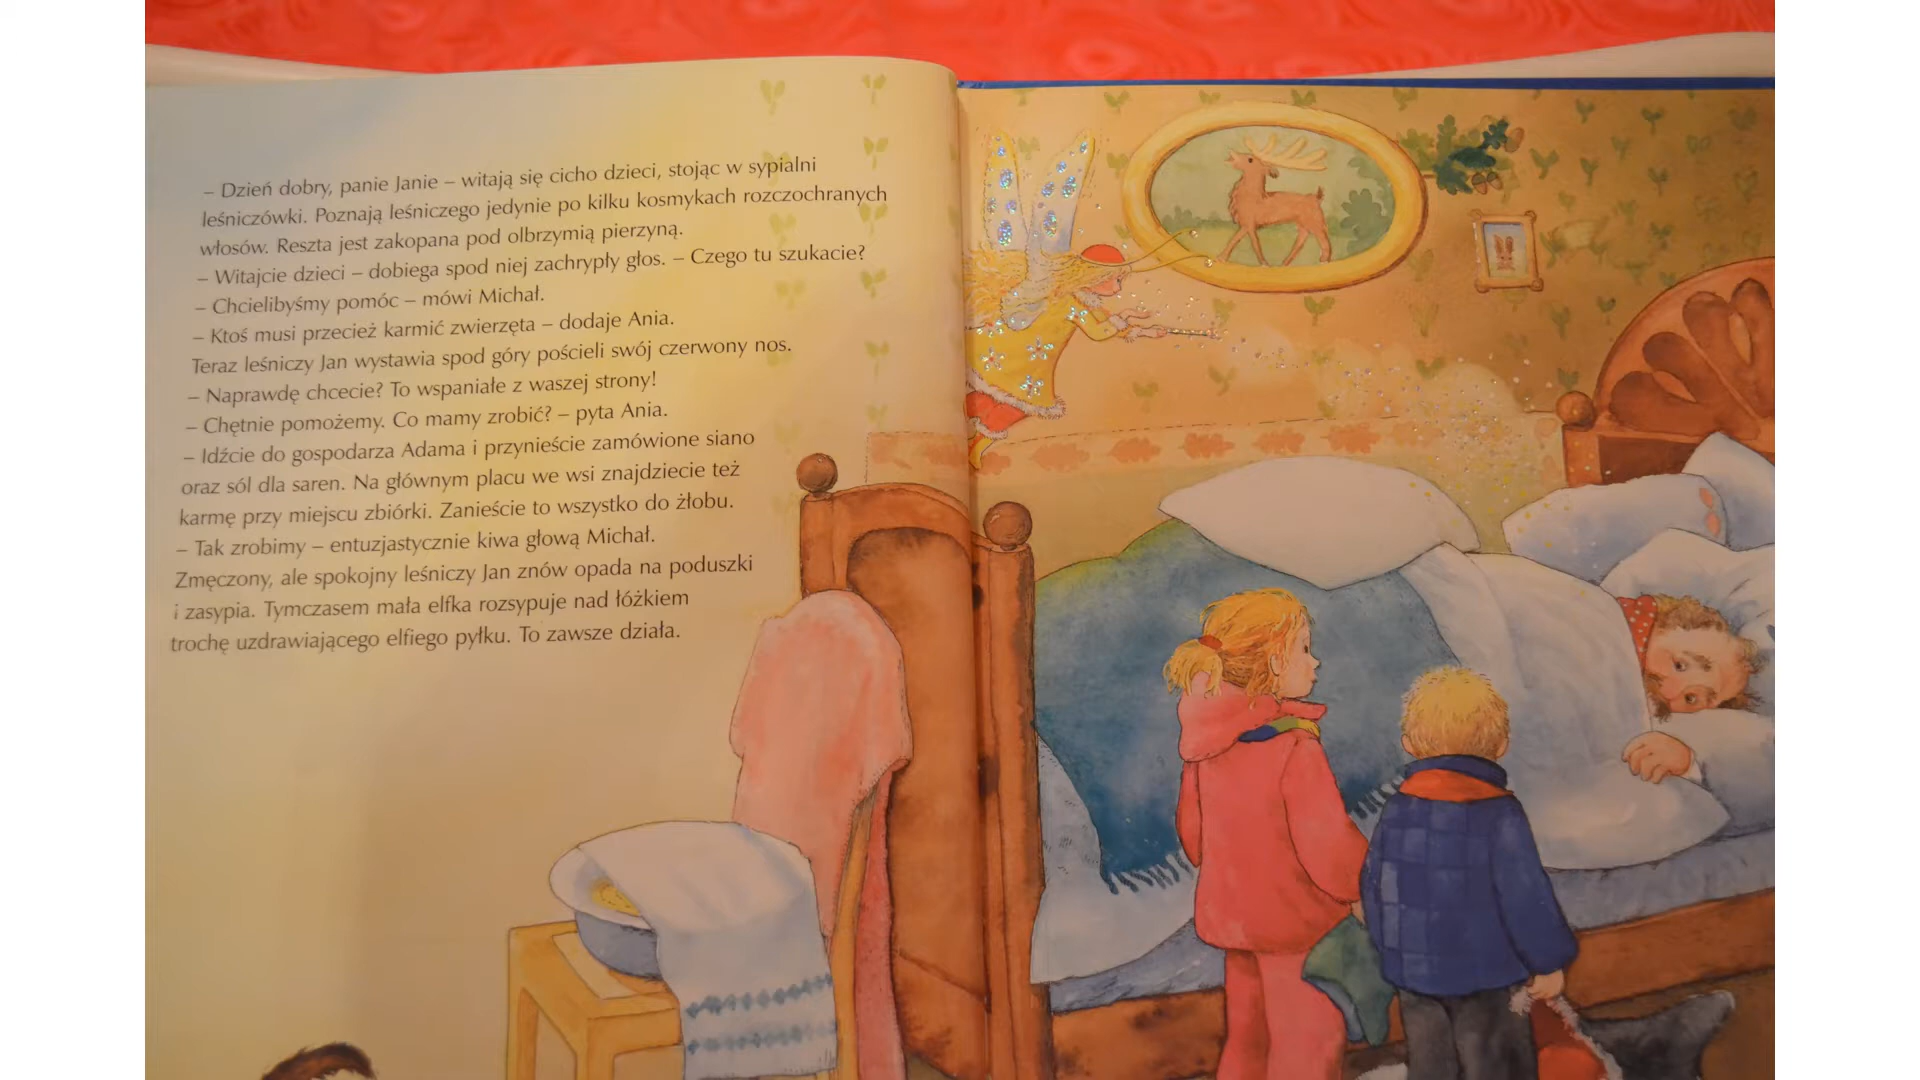 – Dzień dobry, panie Janie – witają się cicho dzieci, stojąc w sypialni
leśniczówki. Poznają leśniczego jedynie po kilku kosmykach rozczochranych
włosów. Reszta jest zakopana pod olbrzymią pierzyną.
– Witajcie dzieci – dobiega spod niej zachrypły głos. – Czego tu szukacie?
– Chcielibyśmy pomóc – mówi Michał.
– Ktoś musi przecież karmić zwierzęta – dodaje Ania.
Teraz leśniczy Jan wystawia spod góry pościeli swój czerwony nos.
– Naprawdę chcecie? To wspaniałe z waszej strony!
– Chętnie pomożemy. Co mamy zrobić? – pyta Ania.
– Idźcie do gospodarza Adama i przynieście zamówione siano
oraz sól dla saren. Na głównym placu we wsi znajdziecie też
karmę przy miejscu zbiórki. Zanieście to wszystko do żłobu.
– Tak zrobimy – entuzjastycznie kiwa głową Michał.
Zmęczony, ale spokojny leśniczy Jan znów opada na poduszki
i zasypia. Tymczasem mała elfka rozsypuje nad łóżkiem
trochę uzdrawiającego elfiego pyłku. To zawsze działa.